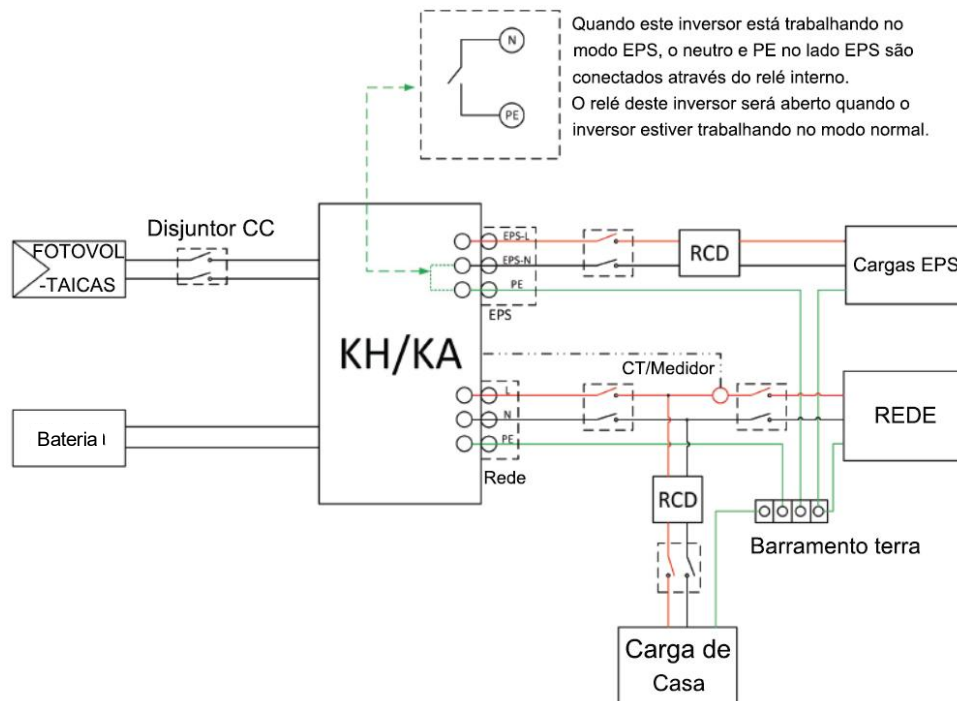 N
PE
Quando este inversor está trabalhando no
modo EPS, o neutro e PE no lado EPS são
conectados através do relé interno.
O relé deste inversor será aberto quando o
inversor estiver trabalhando no modo normal.
Disjuntor CC
FOTOVOL
-TAICAS
KH/KA
EPS-L
EPS-N
PE
EPS
RCD
Cargas EPS
CT/Medidor
L
N
PE
Rede
REDE
Bateria
RCD
Barramento terra
Carga de
Casa